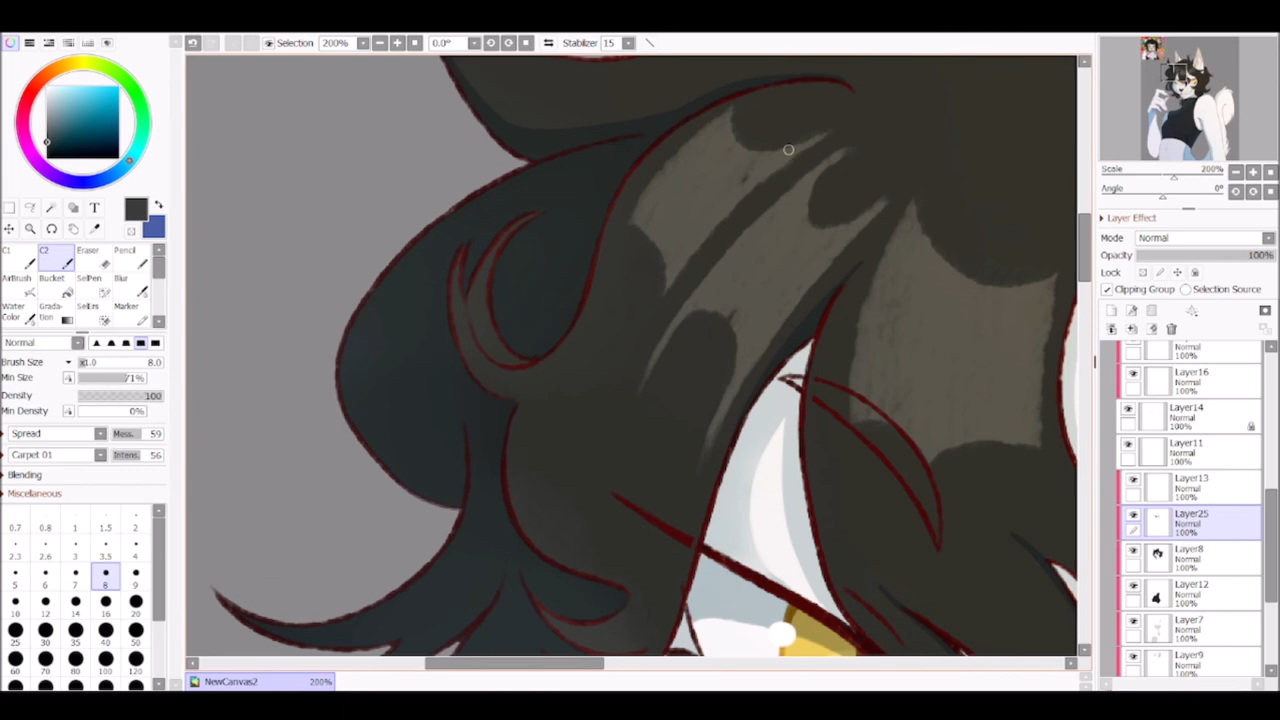 Selection 200% 0.0° Stabilizer 15
T
C1 C2 Eraser Pencil
AirBrush Bucket SelPen Blur
Water Color Grada-tion SelErs Marker
Normal
Brush Size x1.0 8.0
Min Size 71%
Density 100
Min Density 0%
Spread Mess. 59
Carpet 01 Intens. 56
Blending
Miscellaneous
0.7 0.8 1 1.5 2
2.3 2.6 3 3.5 4
5 6 7 8 9
10 12 14 16 20
25 30 35 40 50
60 70 80 100 120
NewCanvas2 200%
Scale 200%
Angle 0°
Layer Effect
Mode Normal
Opacity 100%
Lock
Clipping Group Selection Source
Normal
100%
Layer16
Normal
100%
Layer14
Normal
100%
Layer11
Normal
100%
Layer13
Normal
100%
Layer25
Normal
100%
Layer8
Normal
100%
Layer12
Normal
100%
Layer7
Normal
100%
Layer9
Normal
100%